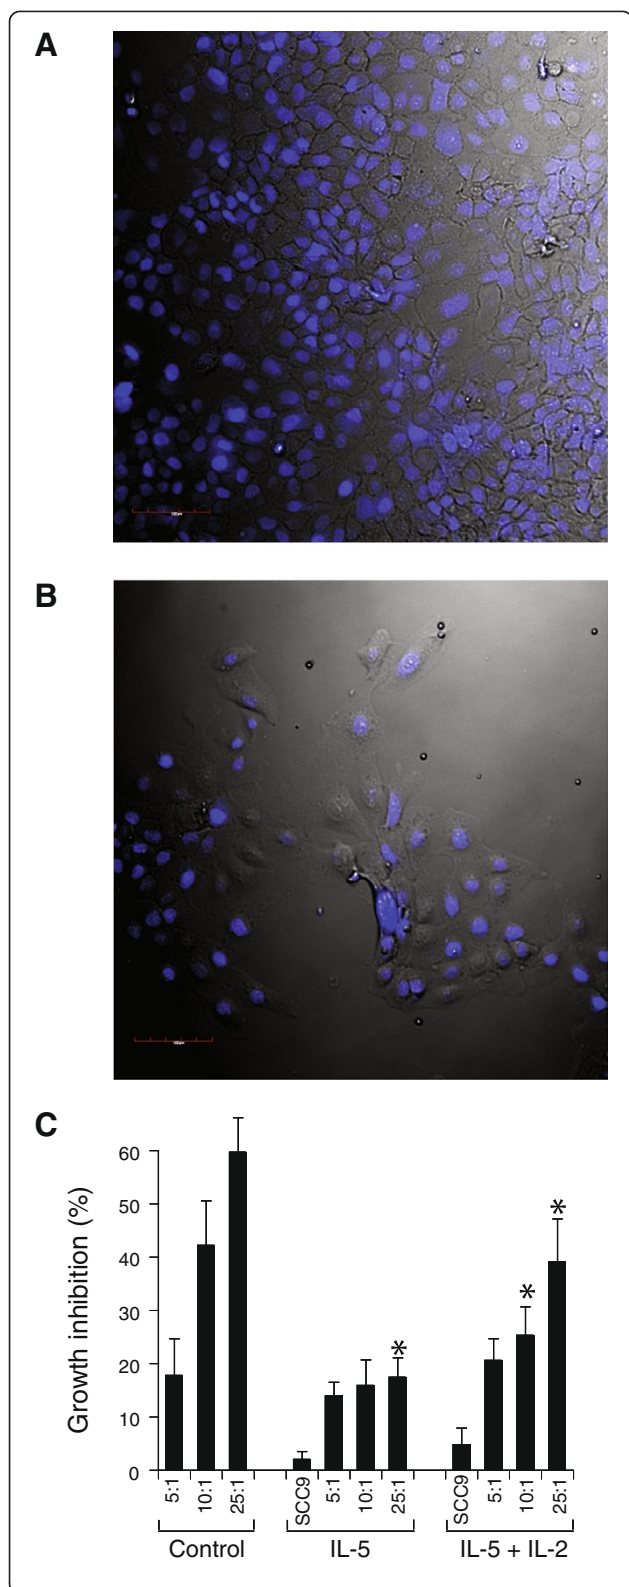 A
B
C
Growth inhibition (%)
60
50
40
30
20
10
0
* * *
5:1 10:1 25:1 SCC9 5:1 10:1 25:1 SCC9 5:1 10:1 25:1
Control IL-5 IL-5 + IL-2